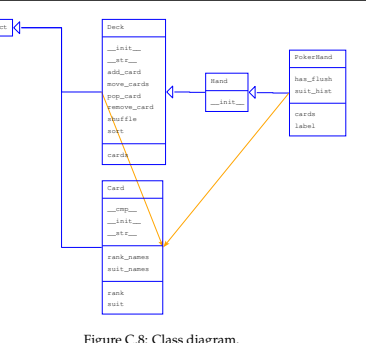 ct
Deck
__init__
__str__
add_card
move_cards
pop_card
remove_card
shuffle
sort
cards
Hand
__init__
PokerHand
has_flush
suit_hist
cards
label
Card
__cmp__
__init__
__str__
rank_names
suit_names
rank
suit
Figure C.8: Class diagram.